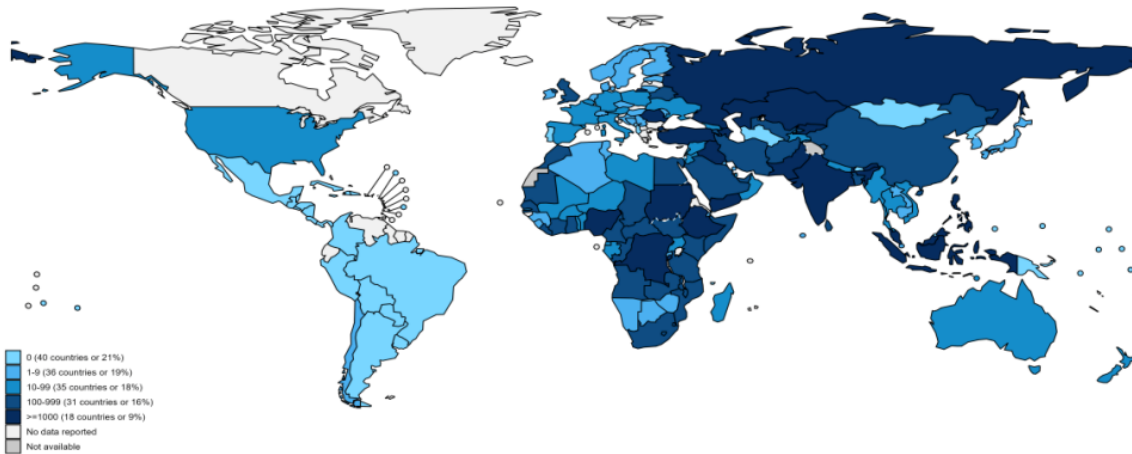 0 (40 countries or 21%)
1-9 (36 countries or 19%)
10-99 (35 countries or 18%)
100-999 (31 countries or 16%)
>=1000 (18 countries or 9%)
No data reported
Not available